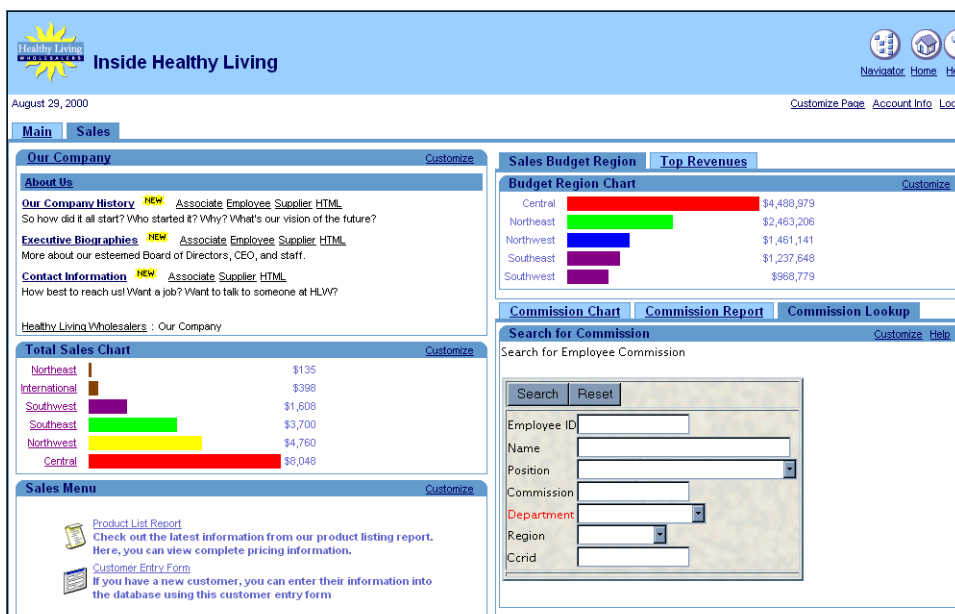 Healthy Living
WHOLESALERS
Inside Healthy Living
Navigator Home
August 29, 2000
Customize Page Account Info
Main Sales
Our Company Customize
About Us
Our Company History NEW Associate Employee Supplier HTML
So how did it all start? Who started it? Why? What's our vision of the future?
Executive Biographies NEW Associate Employee Supplier HTML
More about our esteemed Board of Directors, CEO, and staff.
Contact Information NEW Associate Supplier HTML
How best to reach us! Want a job? Want to talk to someone at HLW?
Healthy Living Wholesalers : Our Company
Total Sales Chart Customize
Northeast $135
International $398
Southwest $1,608
Southeast $3,700
Northwest $4,760
Central $8,048
Sales Menu Customize
Product List Report
Check out the latest information from our product listing report.
Here, you can view complete pricing information.
Customer Entry Form
If you have a new customer, you can enter their information into
the database using this customer entry form
Sales Budget Region Top Revenues
Budget Region Chart Customize
Central $4,488,979
Northeast $2,463,206
Northwest $1,461,141
Southeast $1,237,648
Southwest $968,779
Commission Chart Commission Report Commission Lookup
Search for Commission Customize Help
Search for Employee Commission
Search Reset
Employee ID
Name
Position
Commission
Department
Region
Ccrid